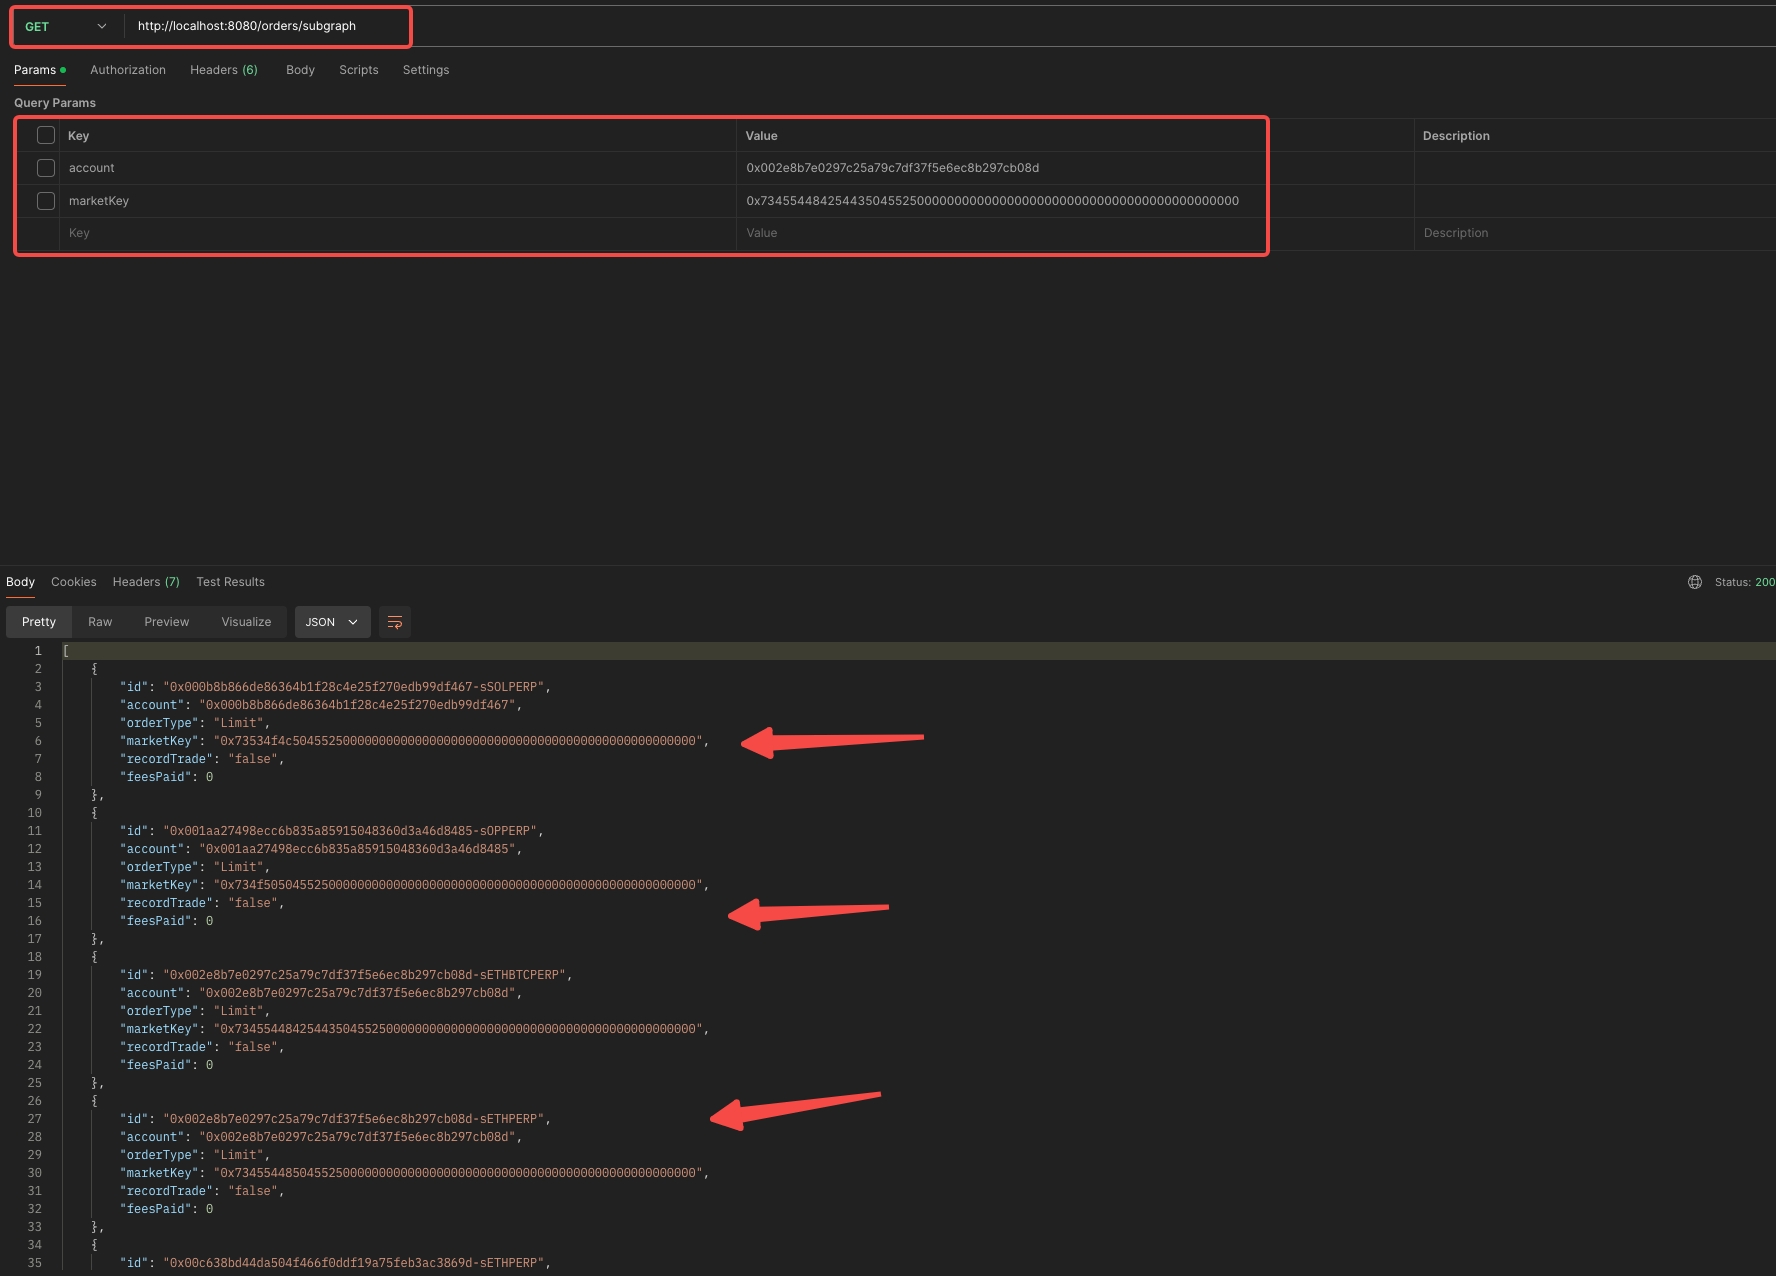 GET http://localhost:8080/orders/subgraph
Params Authorization Headers (6) Body Scripts Settings
Query Params
Key Value Description
account 0x002e8b7e0297c25a79c7df37f5e6ec8b297cb08d
marketKey 0x7345544842544350455250000000000000000000000000000000000000000000
Key Value Description
Body Cookies Headers (7) Test Results Status: 200
Pretty Raw Preview Visualize JSON
1 [
2 {
3 "id": "0x000b8b866de86364b1f28c4e25f270edb99df467-sSOLPERP",
4 "account": "0x000b8b866de86364b1f28c4e25f270edb99df467",
5 "orderType": "Limit",
6 "marketKey": "0x73534f4c50455250000000000000000000000000000000000000000000000000",
7 "recordTrade": "false",
8 "feesPaid": 0
9 },
10 {
11 "id": "0x001aa27498ecc6b835a85915048360d3a46d8485-sOPPERP",
12 "account": "0x001aa27498ecc6b835a85915048360d3a46d8485",
13 "orderType": "Limit",
14 "marketKey": "0x734f505045525000000000000000000000000000000000000000000000000000",
15 "recordTrade": "false",
16 "feesPaid": 0
17 },
18 {
19 "id": "0x002e8b7e0297c25a79c7df37f5e6ec8b297cb08d-sETHBTCPERP",
20 "account": "0x002e8b7e0297c25a79c7df37f5e6ec8b297cb08d",
21 "orderType": "Limit",
22 "marketKey": "0x7345544842544350455250000000000000000000000000000000000000000000",
23 "recordTrade": "false",
24 "feesPaid": 0
25 },
26 {
27 "id": "0x002e8b7e0297c25a79c7df37f5e6ec8b297cb08d-sETHPERP",
28 "account": "0x002e8b7e0297c25a79c7df37f5e6ec8b297cb08d",
29 "orderType": "Limit",
30 "marketKey": "0x7345544850455250000000000000000000000000000000000000000000000000",
31 "recordTrade": "false",
32 "feesPaid": 0
33 },
34 {
35 "id": "0x00c638bd44da504f466f0ddf19a75feb3ac3869d-sETHPERP",